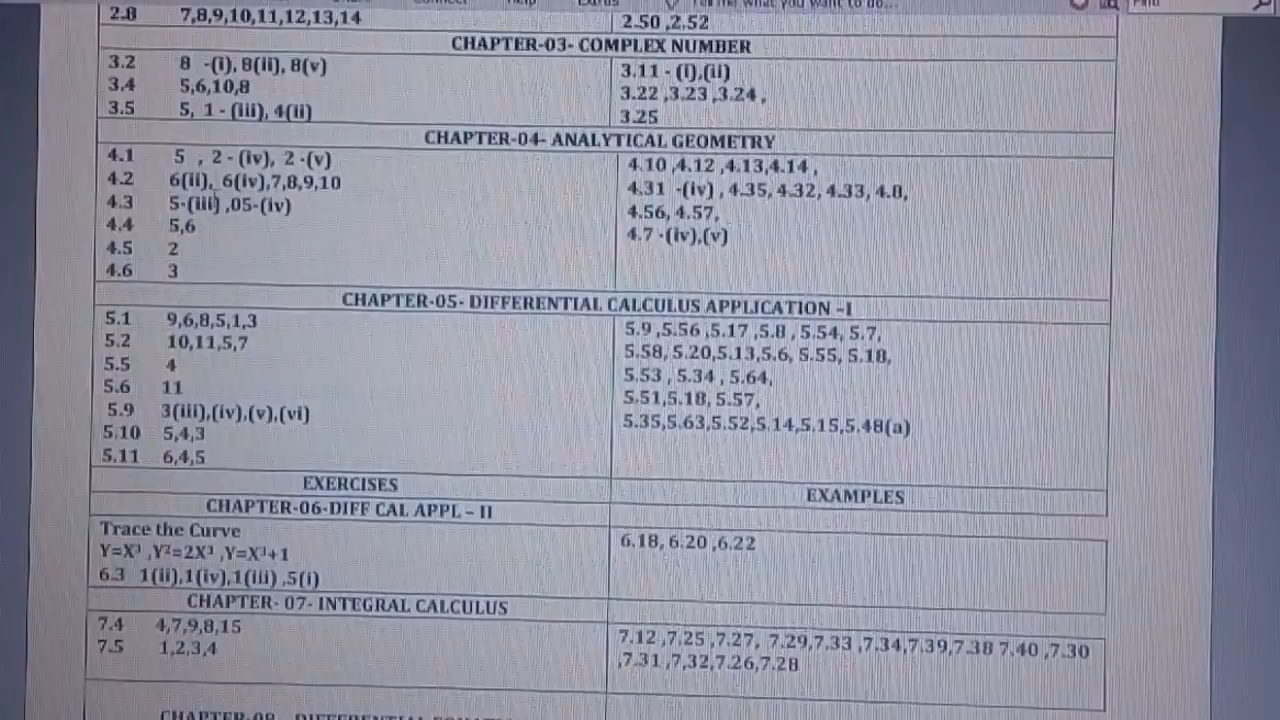 2.8 7,8,9,10,11,12,13,14 2.50 ,2.52
CHAPTER-03- COMPLEX NUMBER
3.2 8 -(i), 8(ii), 8(v) 3.11 - (i),(ii)
3.4 5,6,10,8 3.22 ,3.23 ,3.24 ,
3.5 5, 1 - (iii), 4(ii) 3.25
CHAPTER-04- ANALYTICAL GEOMETRY
4.1 5 , 2 - (iv), 2 -(v) 4.10 ,4.12 ,4.13,4.14 ,
4.2 6(ii), 6(iv),7,8,9,10 4.31 -(iv) , 4.35, 4.32, 4.33, 4.8,
4.3 5-(iii) ,05-(iv) 4.56, 4.57,
4.4 5,6 4.7 -(iv),(v)
4.5 2
4.6 3
CHAPTER-05- DIFFERENTIAL CALCULUS APPLICATION -I
5.1 9,6,8,5,1,3 5.9 ,5.56 ,5.17 ,5.8 , 5.54, 5.7,
5.2 10,11,5,7 5.58, 5.20,5.13,5.6, 5.55, 5.18,
5.5 4 5.53 , 5.34 , 5.64,
5.6 11 5.51,5.18, 5.57,
5.9 3(iii),(iv),(v),(vi) 5.35,5.63,5.52,5.14,5.15,5.48(a)
5.10 5,4,3
5.11 6,4,5
EXERCISES EXAMPLES
CHAPTER-06-DIFF CAL APPL - II
Trace the Curve 6.18, 6.20 ,6.22
Y=X³ ,Y²=2X³ ,Y=X³+1
6.3 1(ii),1(iv),1(iii) ,5(i)
CHAPTER- 07- INTEGRAL CALCULUS
7.4 4,7,9,8,15 7.12 ,7.25 ,7.27, 7.29,7.33 ,7.34,7.39,7.38 7.40 ,7.30
7.5 1,2,3,4 ,7.31 ,7,32,7.26,7.28